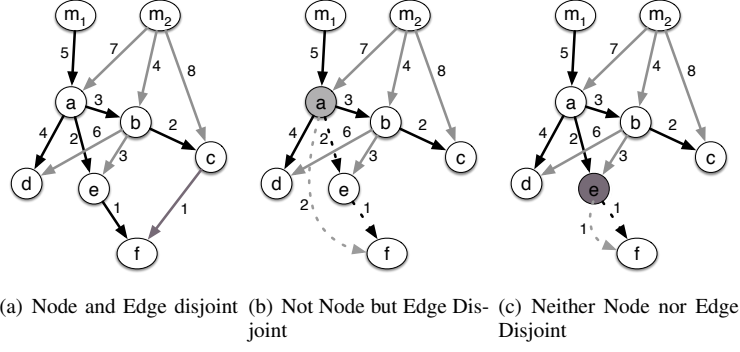 m1 m2 m1 m2 m1 m2
5 7 4 8 5 7 4 8 5 7 4 8
a 3 b a 3 b a 3 b
4 2 6 2 3 c 4 2 6 2 3 c 4 2 6 2 3 c
d e d e d e
1 1 2 1 1 1
f f f
(a) Node and Edge disjoint (b) Not Node but Edge Dis- (c) Neither Node nor Edge
joint Disjoint